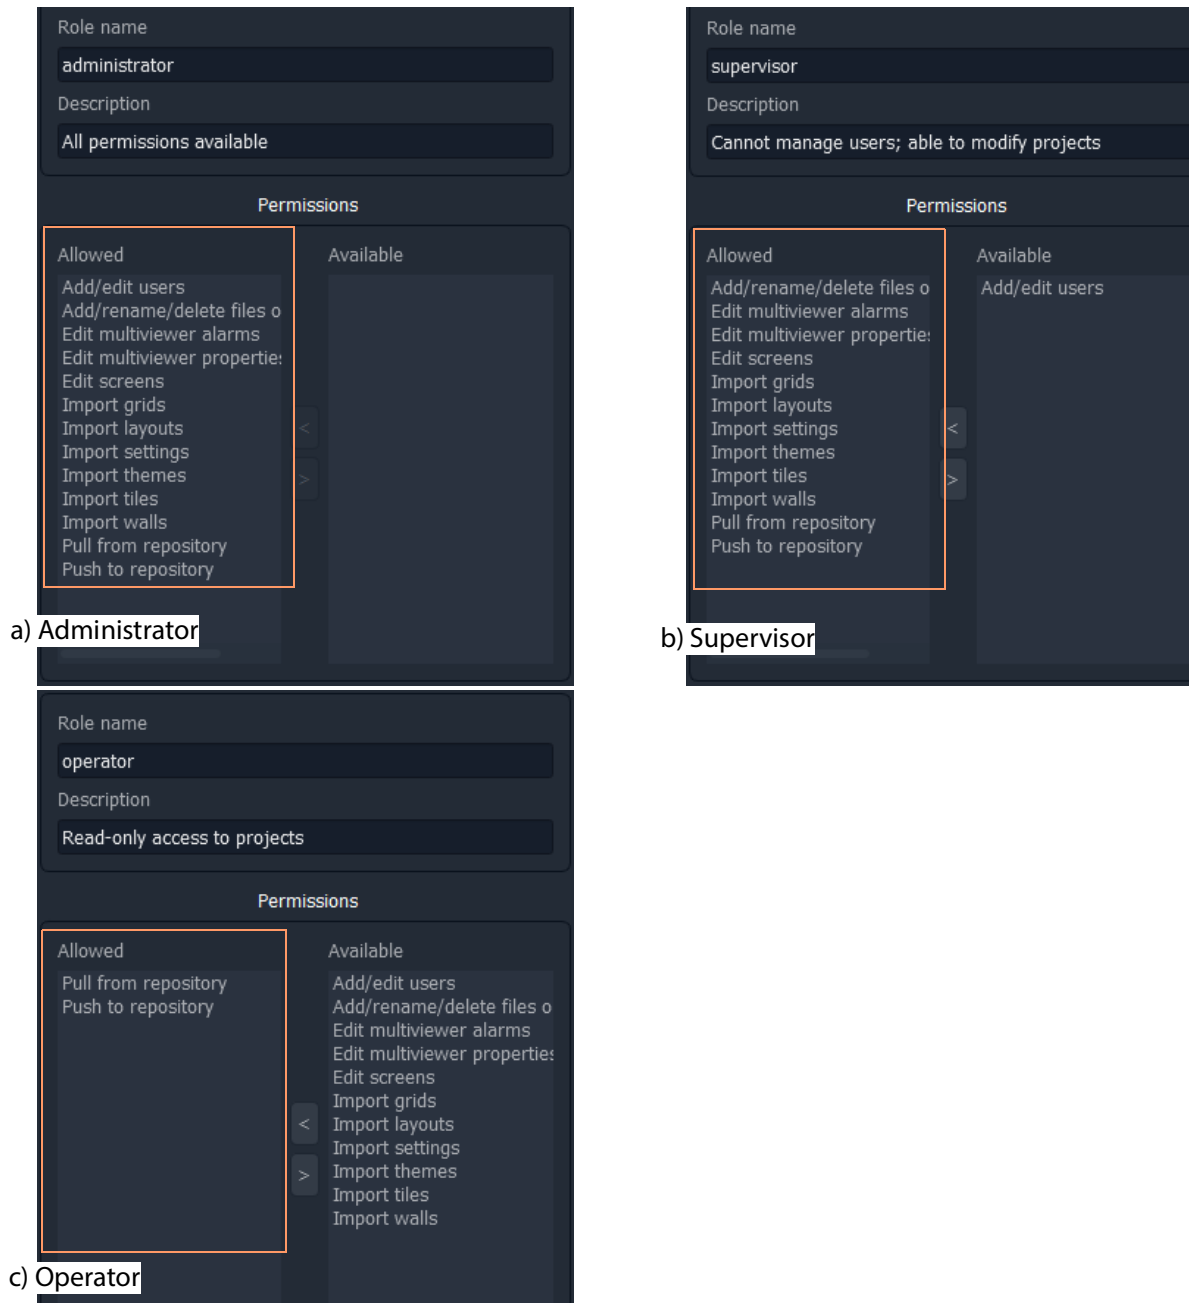 Role name
administrator
Description
All permissions available
Permissions
Allowed
Available
Add/edit users
Add/rename/delete files o
Edit multiviewer alarms
Edit multiviewer properties
Edit screens
Import grids
Import layouts
<
Import settings
Import themes
>
Import tiles
Import walls
Pull from repository
Push to repository
a) Administrator
Role name
supervisor
Description
Cannot manage users; able to modify projects
Permissions
Allowed
Available
Add/rename/delete files o
Add/edit users
Edit multiviewer alarms
Edit multiviewer properties
Edit screens
Import grids
Import layouts
Import settings
<
Import themes
Import tiles
>
Import walls
Pull from repository
Push to repository
b) Supervisor
Role name
operator
Description
Read-only access to projects
Permissions
Allowed
Pull from repository
Push to repository
<
>
Available
Add/edit users
Add/rename/delete files o
Edit multiviewer alarms
Edit multiviewer properties
Edit screens
Import grids
Import layouts
Import settings
Import themes
Import tiles
Import walls
c) Operator